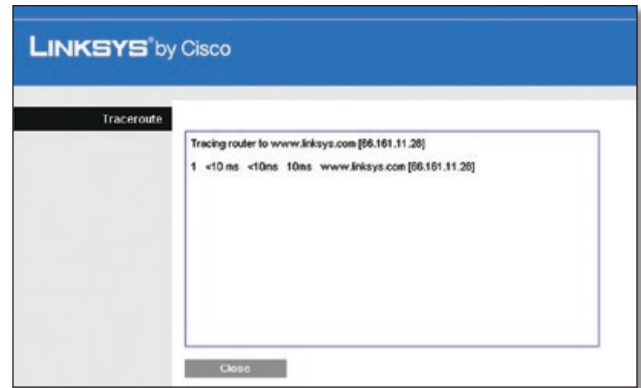 LINKSYS® by Cisco
Traceroute
Tracing router to www.linksys.com [66.161.11.26]
1 <10 ms <10ms 10ms www.linksys.com [66.161.11.26]
Close